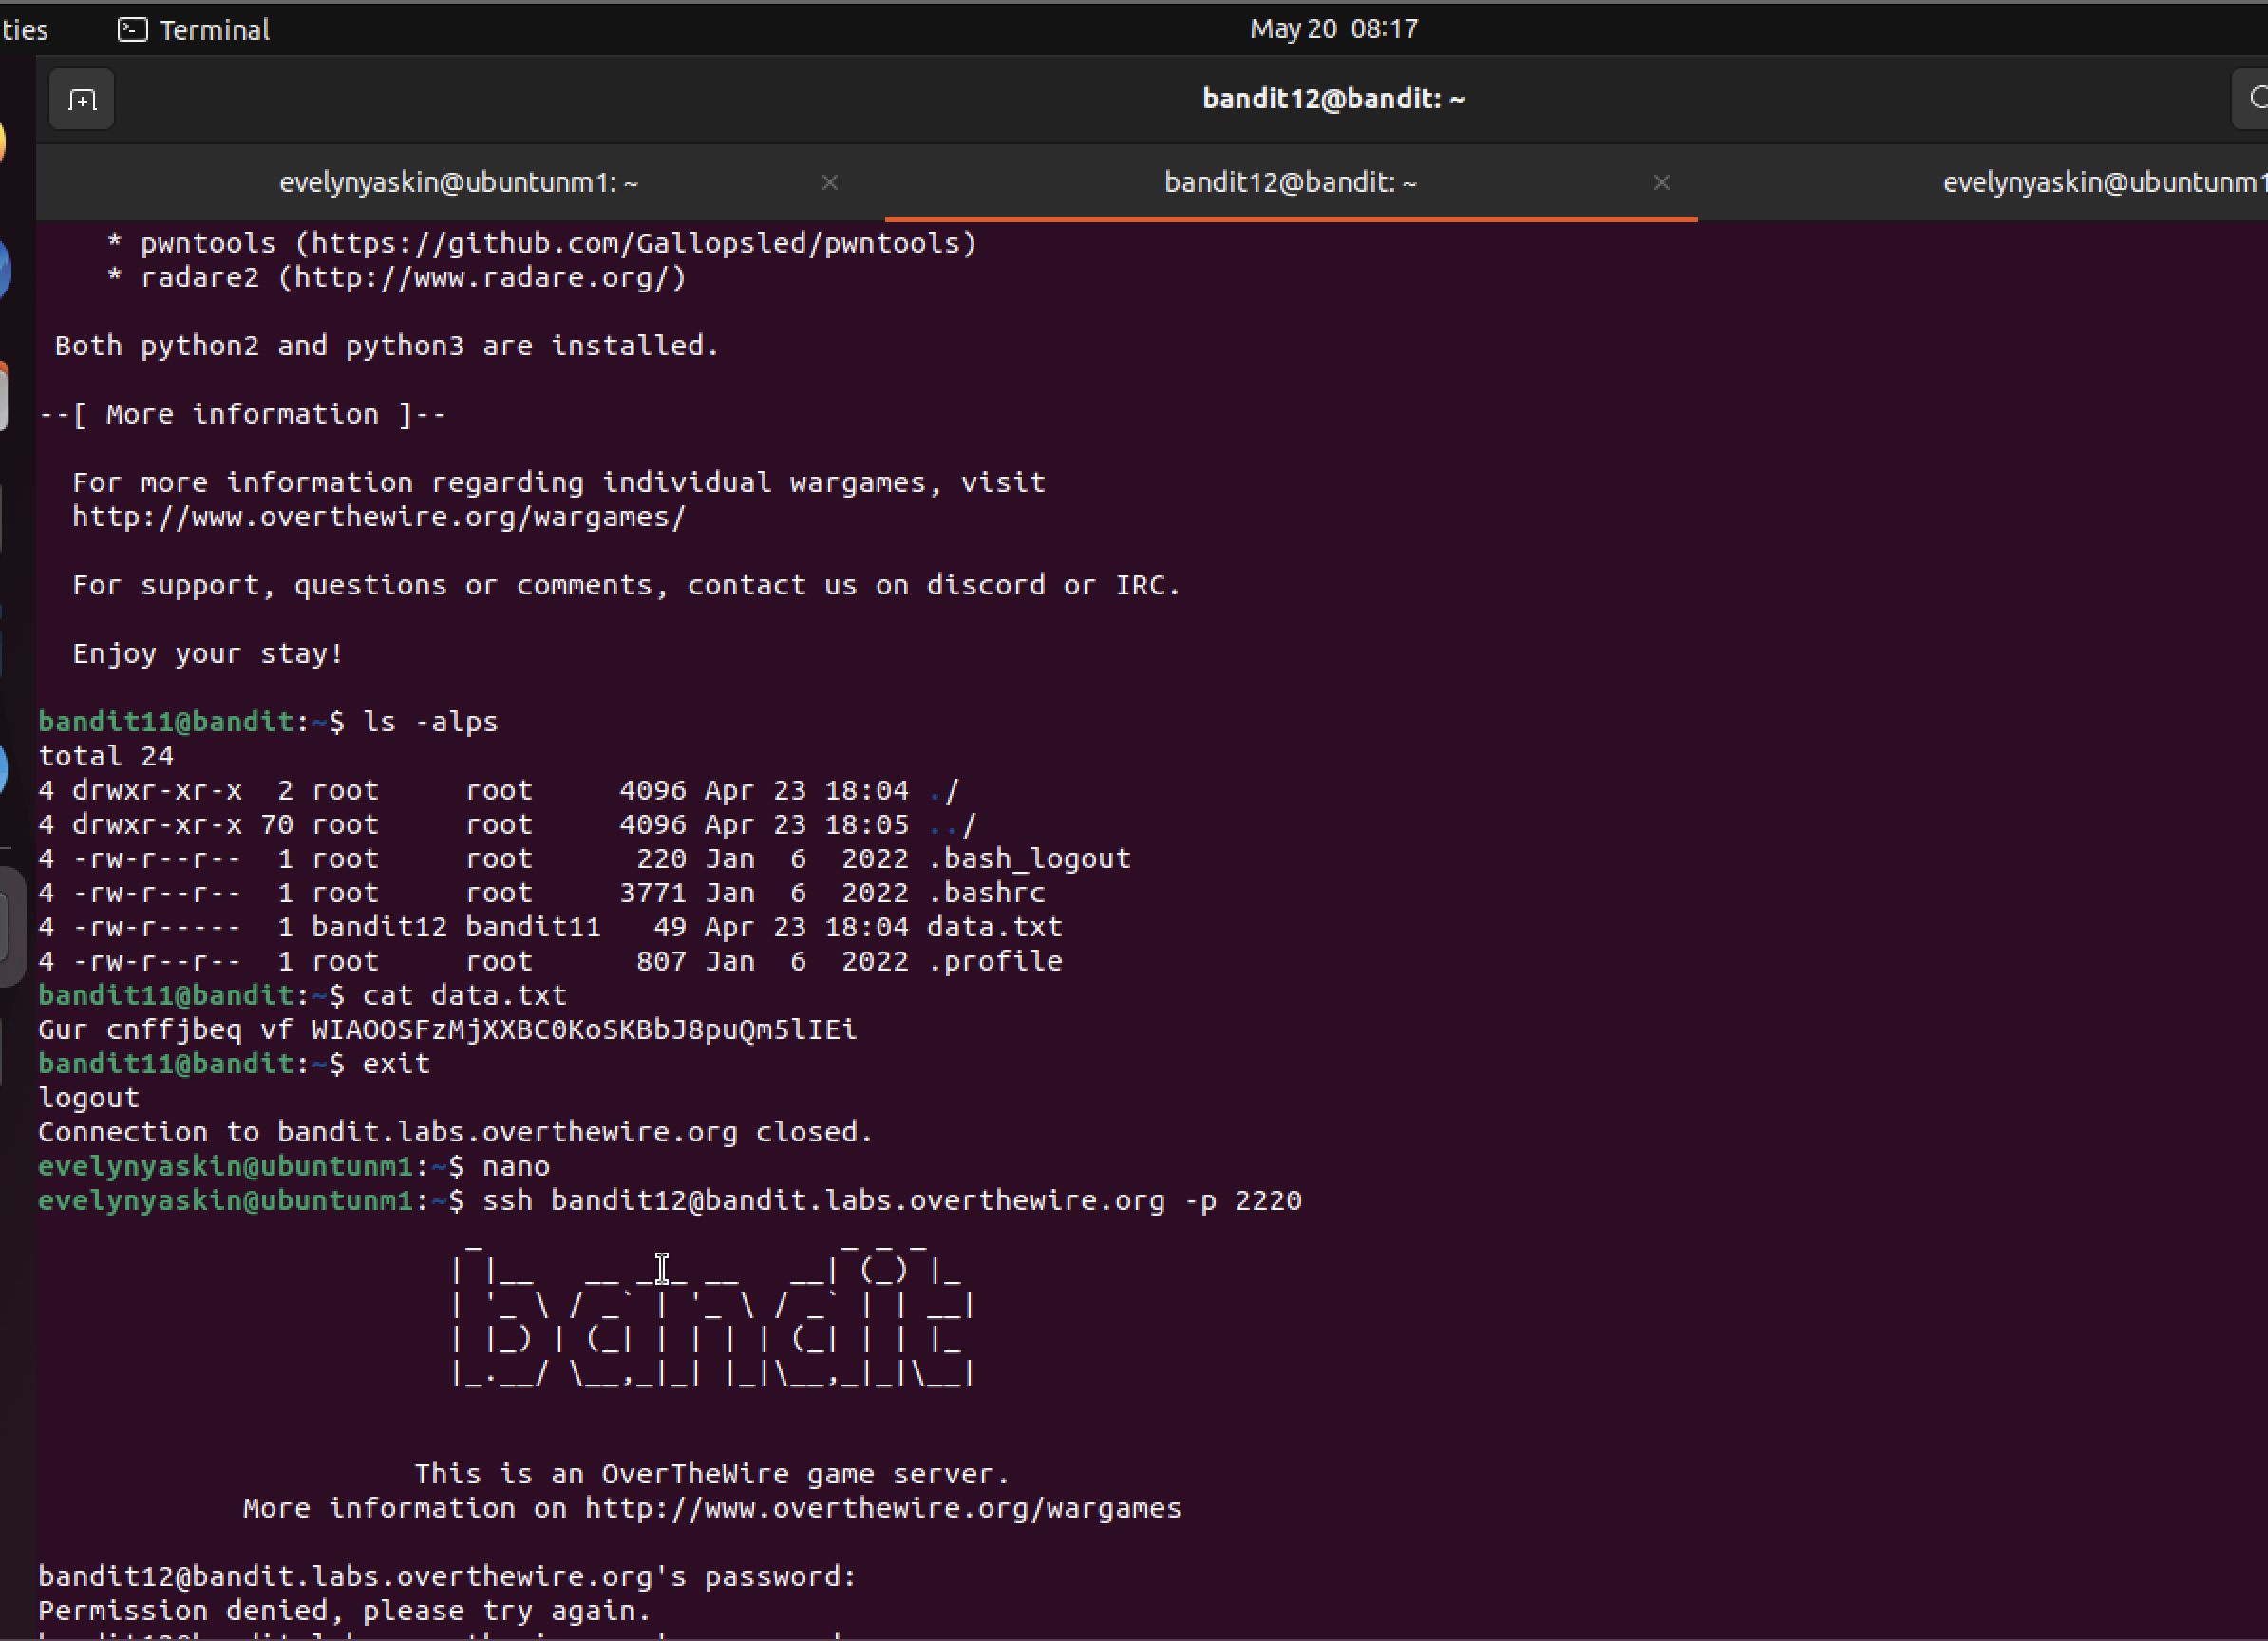 ties
Terminal
May 20 08:17
bandit12@bandit: ~
evelynyaskin@ubuntunm1: ~
bandit12@bandit: ~
evelynyaskin@ubuntunm1
* pwntools (https://github.com/Gallopsled/pwntools)
* radare2 (http://www.radare.org/)
Both python2 and python3 are installed.
--[ More information ]--
For more information regarding individual wargames, visit
http://www.overthewire.org/wargames/
For support, questions or comments, contact us on discord or IRC.
Enjoy your stay!
bandit11@bandit:~$ ls -alps
total 24
4 drwxr-xr-x  2 root     root     4096 Apr 23 18:04 ./
4 drwxr-xr-x 70 root     root     4096 Apr 23 18:05 ../
4 -rw-r--r--  1 root     root      220 Jan  6  2022 .bash_logout
4 -rw-r--r--  1 root     root     3771 Jan  6  2022 .bashrc
4 -rw-r-----  1 bandit12 bandit11   49 Apr 23 18:04 data.txt
4 -rw-r--r--  1 root     root      807 Jan  6  2022 .profile
bandit11@bandit:~$ cat data.txt
Gur cnffjbeq vf WIAOOSFzMjXXBC0KoSKBbJ8puQm5lIEi
bandit11@bandit:~$ exit
logout
Connection to bandit.labs.overthewire.org closed.
evelynyaskin@ubuntunm1:~$ nano
evelynyaskin@ubuntunm1:~$ ssh bandit12@bandit.labs.overthewire.org -p 2220
bandit
This is an OverTheWire game server.
More information on http://www.overthewire.org/wargames
bandit12@bandit.labs.overthewire.org's password:
Permission denied, please try again.